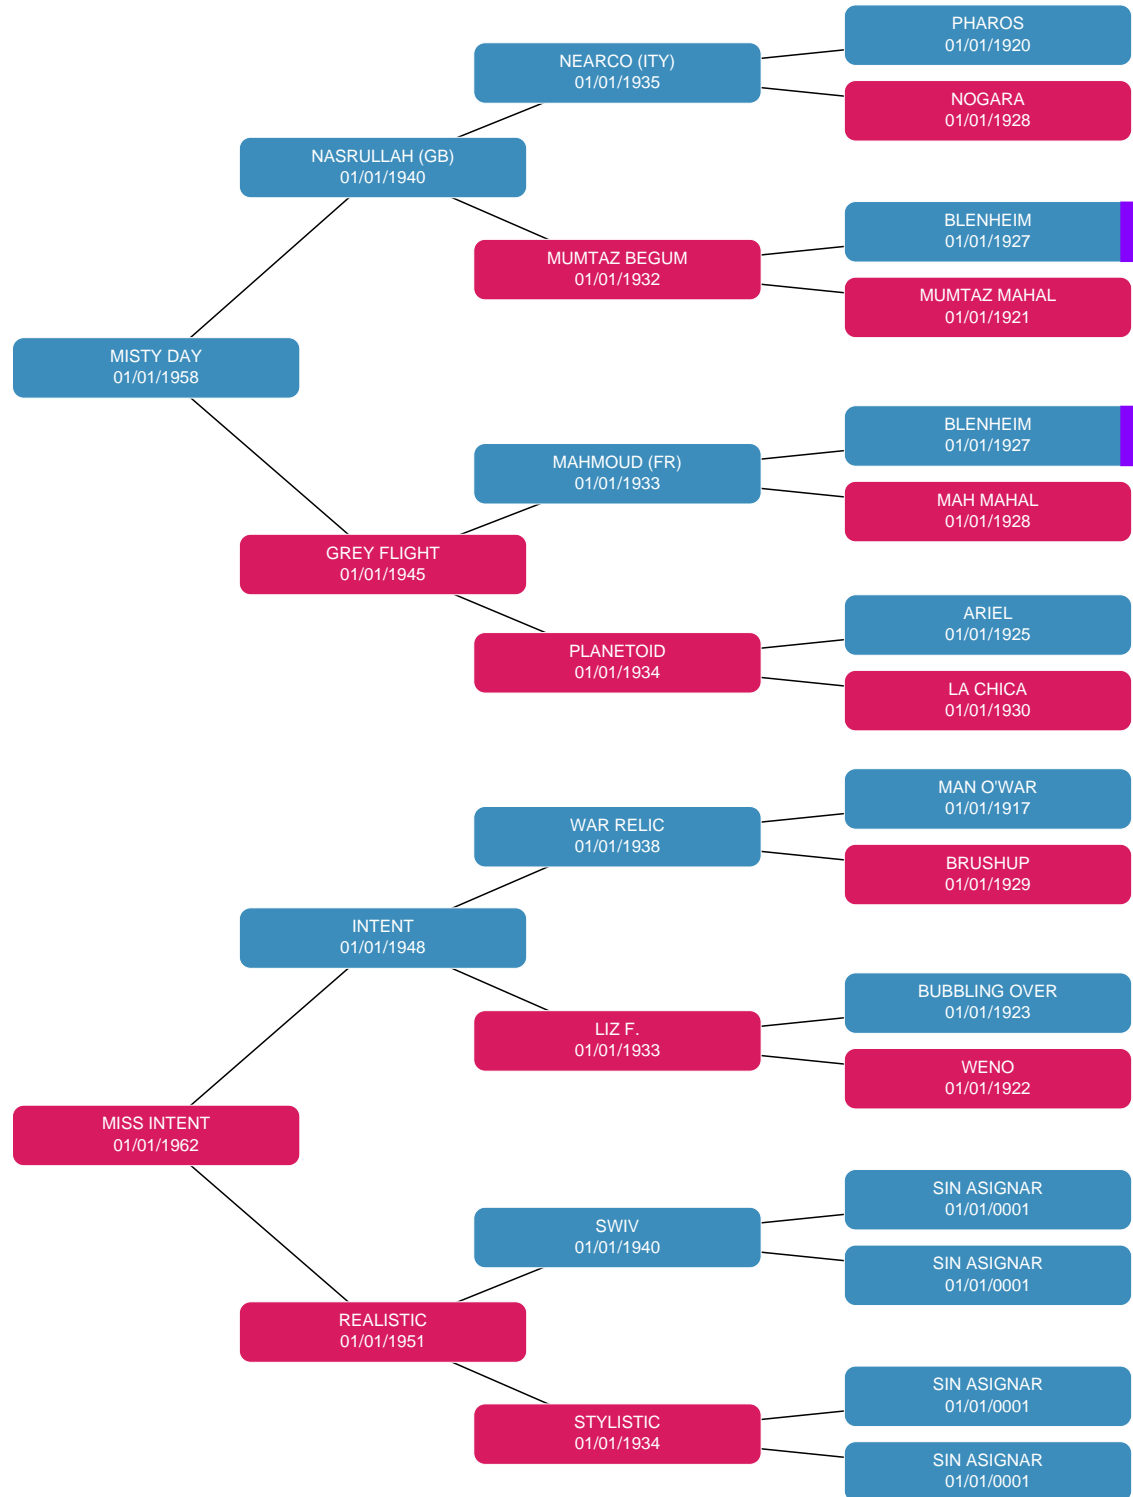 PHAROS
01/01/1920
NEARCO (ITY)
01/01/1935
NOGARA
01/01/1928
NASRULLAH (GB)
01/01/1940
BLENHEIM
01/01/1927
MUMTAZ BEGUM
01/01/1932
MUMTAZ MAHAL
01/01/1921
MISTY DAY
01/01/1958
BLENHEIM
01/01/1927
MAHMOUD (FR)
01/01/1933
MAH MAHAL
01/01/1928
GREY FLIGHT
01/01/1945
ARIEL
01/01/1925
PLANETOID
01/01/1934
LA CHICA
01/01/1930
MAN O'WAR
01/01/1917
WAR RELIC
01/01/1938
BRUSHUP
01/01/1929
INTENT
01/01/1948
BUBBLING OVER
01/01/1923
LIZ F.
01/01/1933
WENO
01/01/1922
MISS INTENT
01/01/1962
SIN ASIGNAR
01/01/0001
SWIV
01/01/1940
SIN ASIGNAR
01/01/0001
REALISTIC
01/01/1951
SIN ASIGNAR
01/01/0001
STYLISTIC
01/01/1934
SIN ASIGNAR
01/01/0001